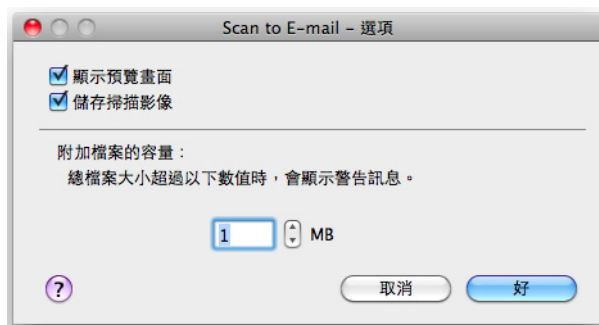 Scan to E-mail – 選項
顯示預覽畫面
儲存掃描影像
附加檔案的容量：
總檔案大小超過以下數值時，會顯示警告訊息。
1 MB
? 取消 好